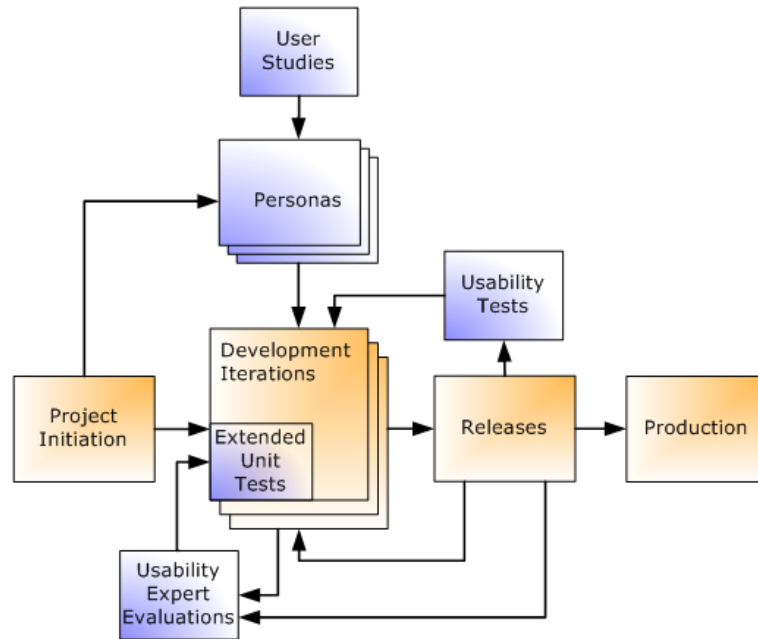 User
Studies
Personas
Usability
Tests
Development
Iterations
Project
Initiation
Extended
Unit
Tests
Releases
Production
Usability
Expert
Evaluations